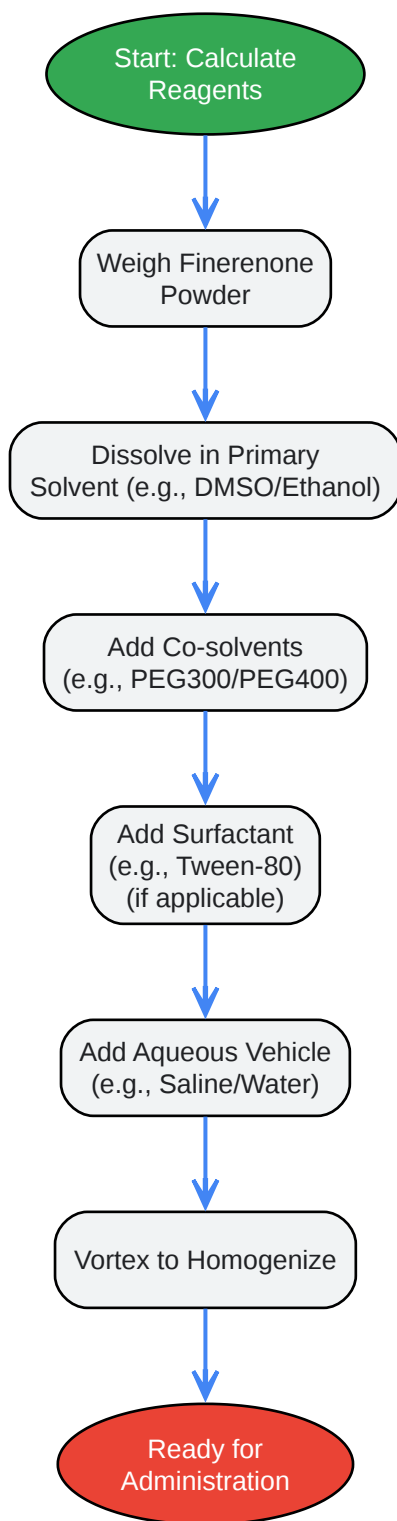 Start: Calculate
Reagents
Weigh Finerenone
Powder
Dissolve in Primary
Solvent (e.g., DMSO/Ethanol)
Add Co-solvents
(e.g., PEG300/PEG400)
Add Surfactant
(e.g., Tween-80)
(if applicable)
Add Aqueous Vehicle
(e.g., Saline/Water)
Vortex to Homogenize
Ready for
Administration